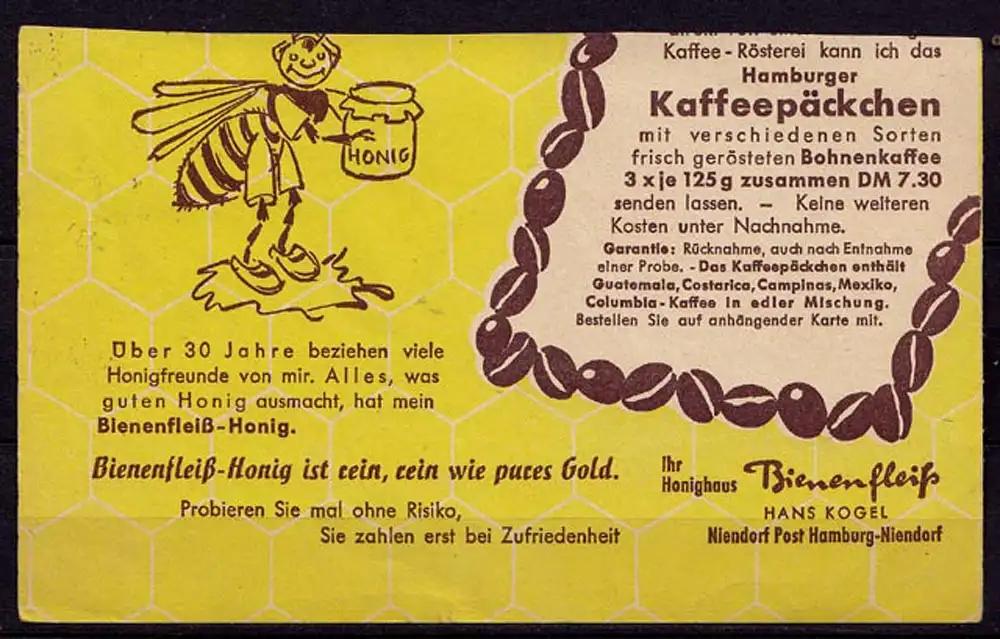 HONIG
Kaffee-Rösterei kann ich das
Hamburger
Kaffeepäckchen
mit verschiedenen Sorten
frisch gerösteten Bohnenkaffee
3 x je 125 g zusammen DM 7.30
senden lassen. – Keine weiteren
Kosten unter Nachnahme.
Garantie: Rücknahme, auch nach Entnahme
einer Probe. - Das Kaffeepäckchen enthält
Guatemala, Costarica, Campinas, Mexiko,
Columbia-Kaffee in edler Mischung.
Bestellen Sie auf anhängender Karte mit.
Über 30 Jahre beziehen viele
Honigfreunde von mir. Alles, was
guten Honig ausmacht, hat mein
Bienenfleiß-Honig.
Bienenfleiß-Honig ist rein, rein wie pures Gold.
Probieren Sie mal ohne Risiko,
Sie zahlen erst bei Zufriedenheit
Ihr
Honighaus Bienenfleiß
HANS KOGEL
Niendorf Post Hamburg-Niendorf